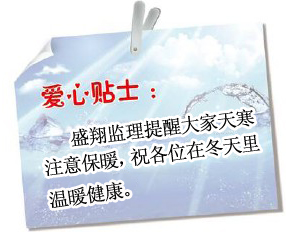 爱心贴士：
盛翔监理提醒大家天寒
注意保暖，祝各位在冬天里
温暖健康。